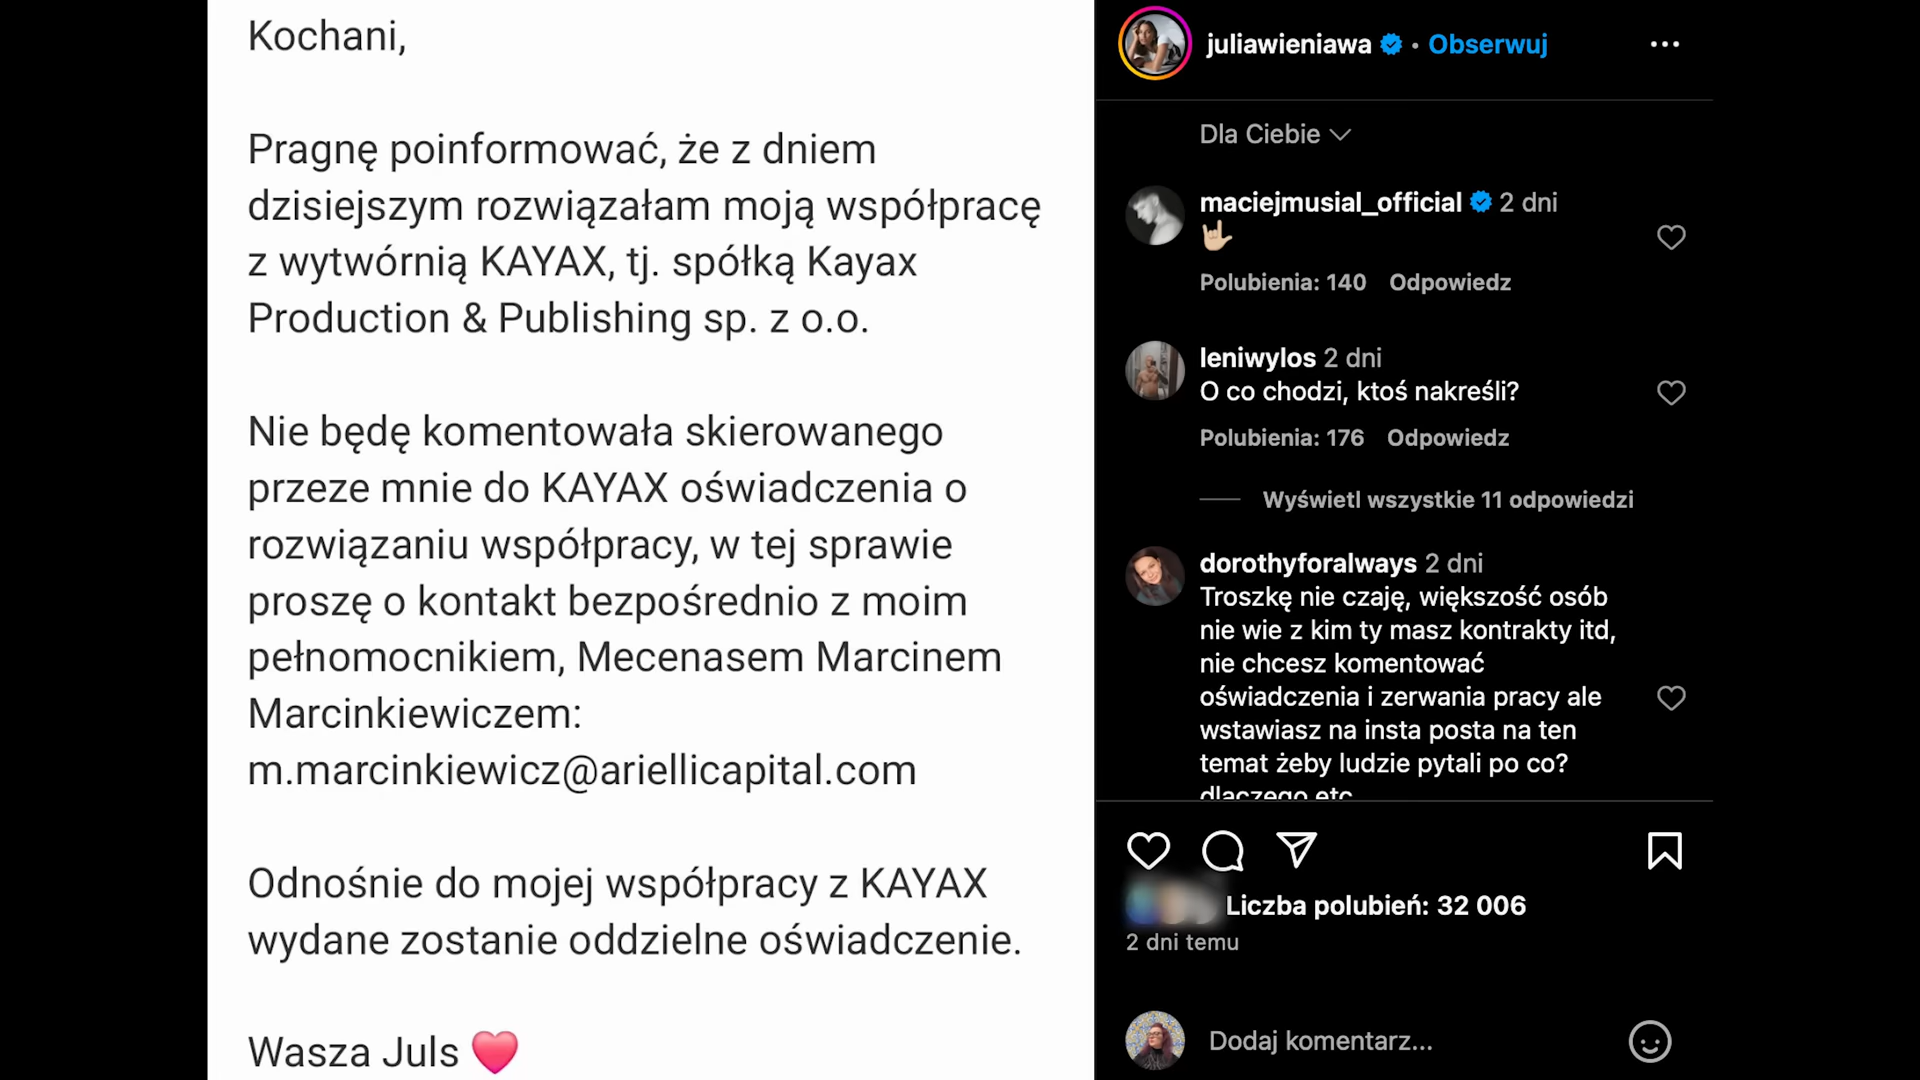 Kochani,
Pragnę poinformować, że z dniem
dzisiejszym rozwiązałam moją współpracę
z wytwórnią KAYAX, tj. spółką Kayax
Production & Publishing sp. z o.o.
Nie będę komentowała skierowanego
przeze mnie do KAYAX oświadczenia o
rozwiązaniu współpracy, w tej sprawie
proszę o kontakt bezpośrednio z moim
pełnomocnikiem, Mecenasem Marcinem
Marcinkiewiczem:
m.marcinkiewicz@ariellicapital.com
Odnośnie do mojej współpracy z KAYAX
wydane zostanie oddzielne oświadczenie.
Wasza Juls ❤️
juliawieniawa • Obserwuj
Dla Ciebie
maciejmusial_official 2 dni
🤟🏼
Polubienia: 140 Odpowiedz
leniwylos 2 dni
O co chodzi, ktoś nakreśli?
Polubienia: 176 Odpowiedz
Wyświetl wszystkie 11 odpowiedzi
dorothyforalways 2 dni
Troszkę nie czaję, większość osób
nie wie z kim ty masz kontrakty itd,
nie chcesz komentować
oświadczenia i zerwania pracy ale
wstawiasz na insta posta na ten
temat żeby ludzie pytali po co?
dlaczego etc
Liczba polubień: 32 006
2 dni temu
Dodaj komentarz...